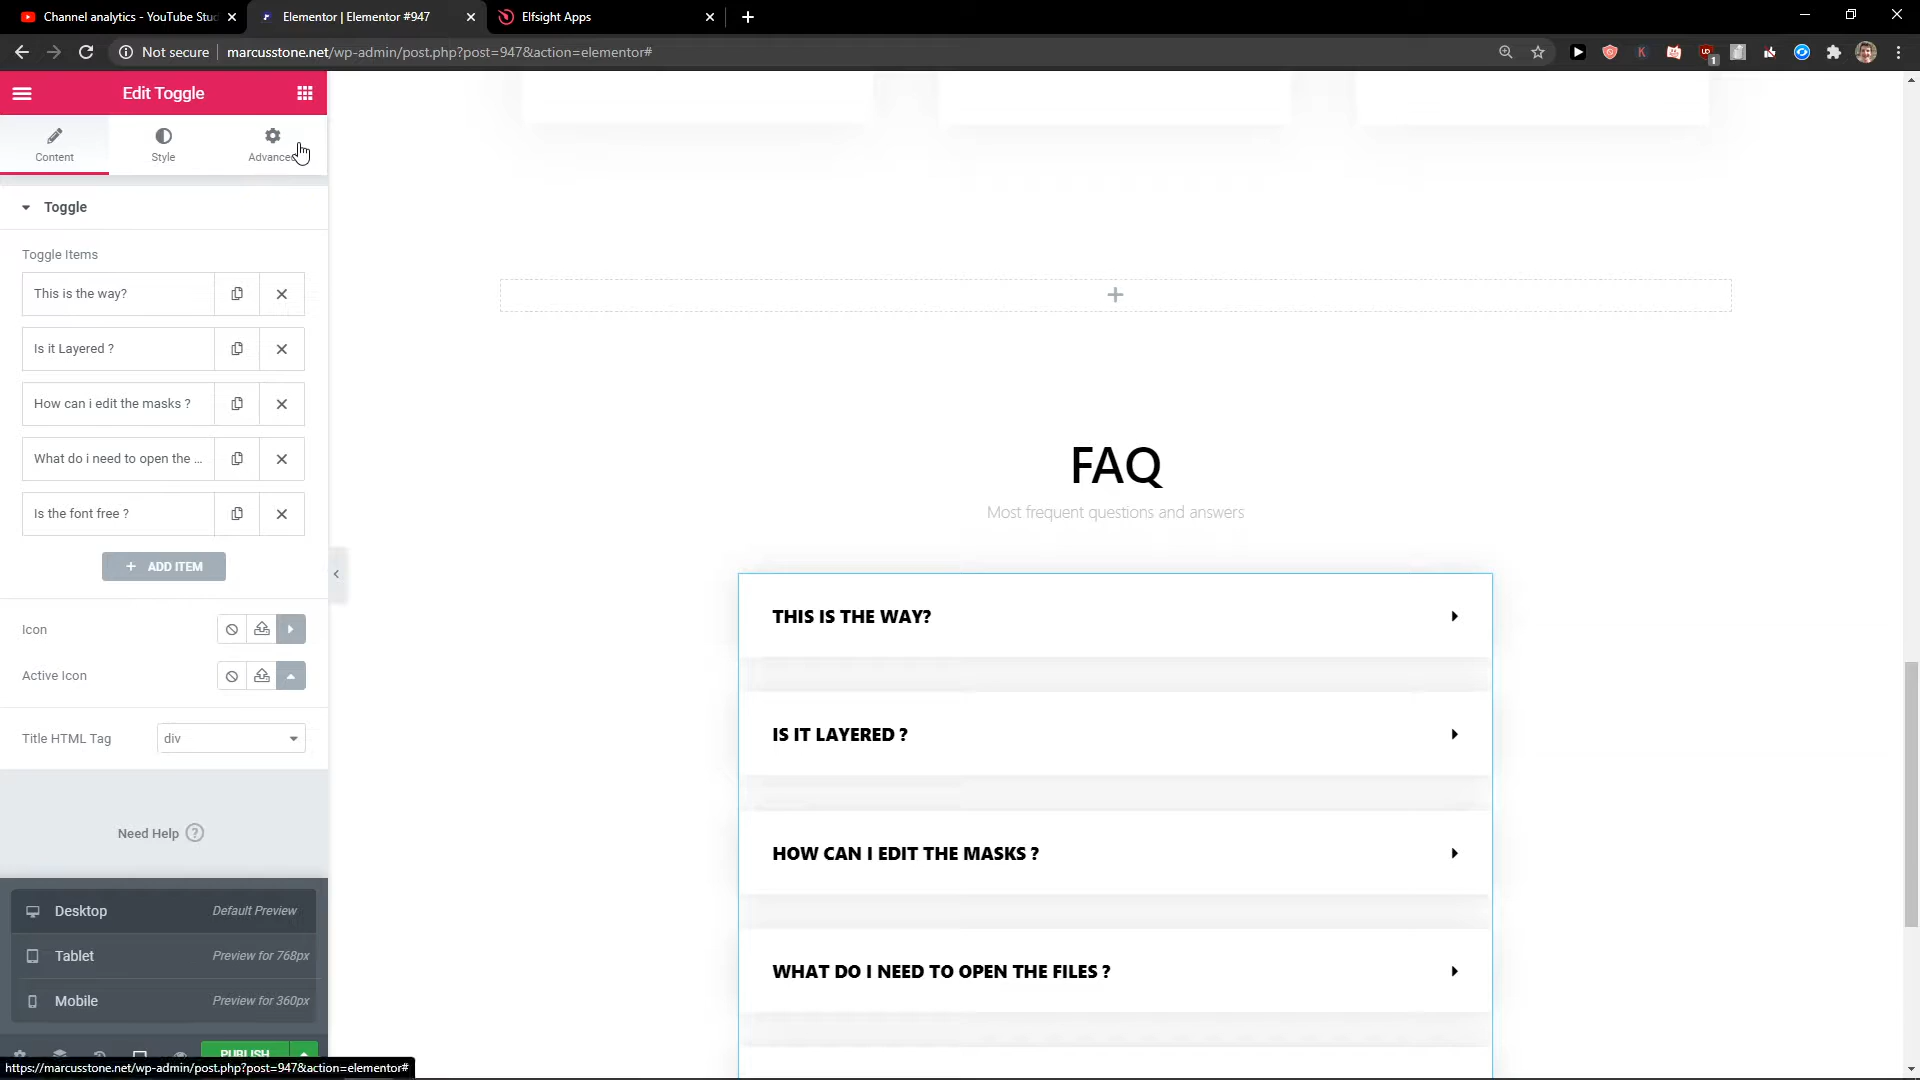 Channel analytics - YouTube Stud
Elementor | Elementor #947
Elfsight Apps
Not secure
marcusstone.net/wp-admin/post.php?post=947&action=elementor#
Edit Toggle
Content
Style
Advanced
Toggle
Toggle Items
This is the way?
Is it Layered ?
How can i edit the masks ?
What do i need to open the ...
Is the font free ?
+ ADD ITEM
Icon
Active Icon
Title HTML Tag
div
Need Help ?
Desktop
Default Preview
Tablet
Preview for 768px
Mobile
Preview for 360px
PUBLISH
https://marcusstone.net/wp-admin/post.php?post=947&action=elementor#
FAQ
Most frequent questions and answers
THIS IS THE WAY?
IS IT LAYERED ?
HOW CAN I EDIT THE MASKS ?
WHAT DO I NEED TO OPEN THE FILES ?